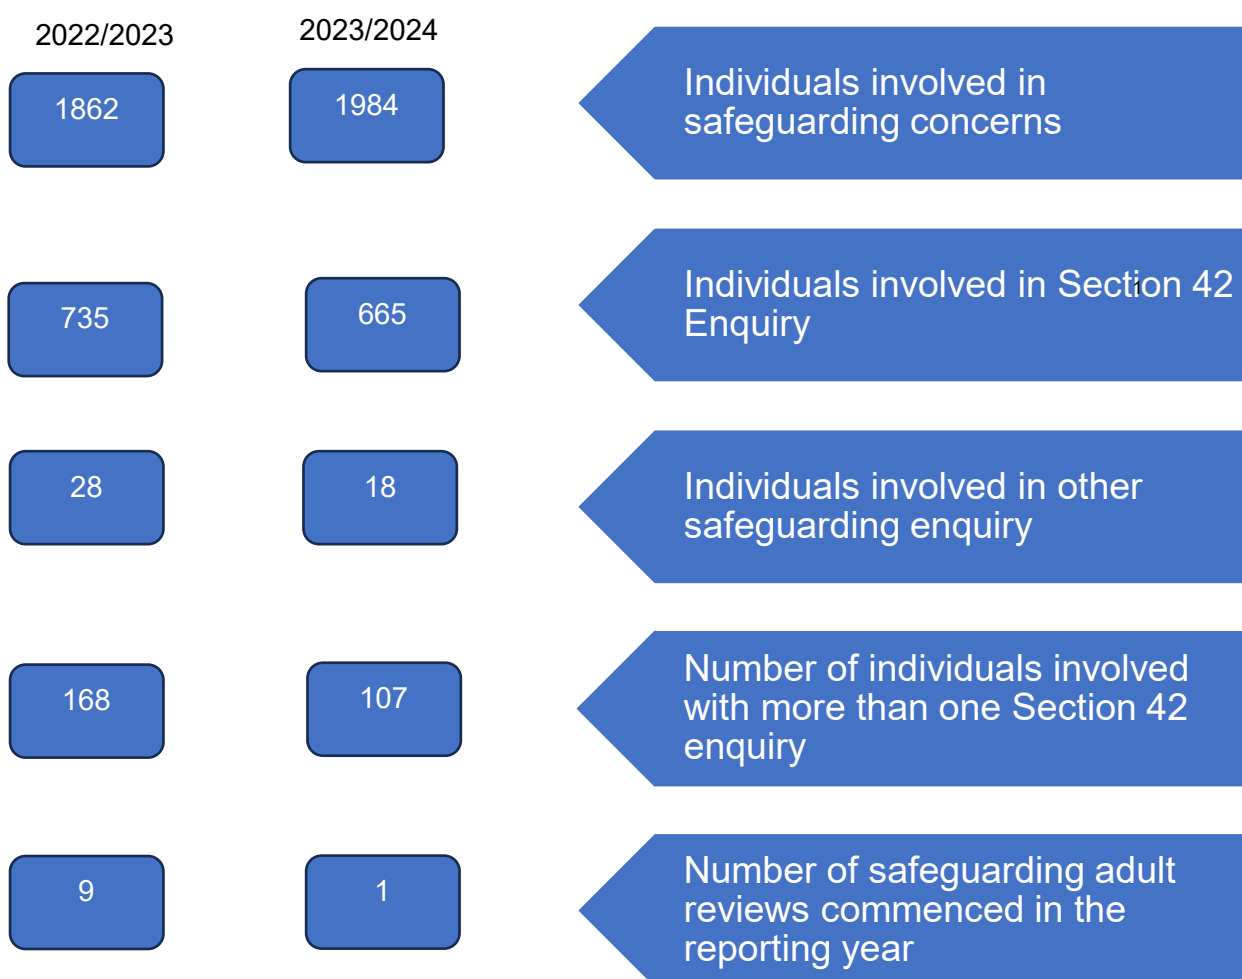 2022/2023
2023/2024
1862
1984
Individuals involved in
safeguarding concerns
735
665
Individuals involved in Section 42
Enquiry
1
28
18
Individuals involved in other
safeguarding enquiry
168
107
Number of individuals involved
with more than one Section 42
enquiry
9
1
Number of safeguarding adult
reviews commenced in the
reporting year